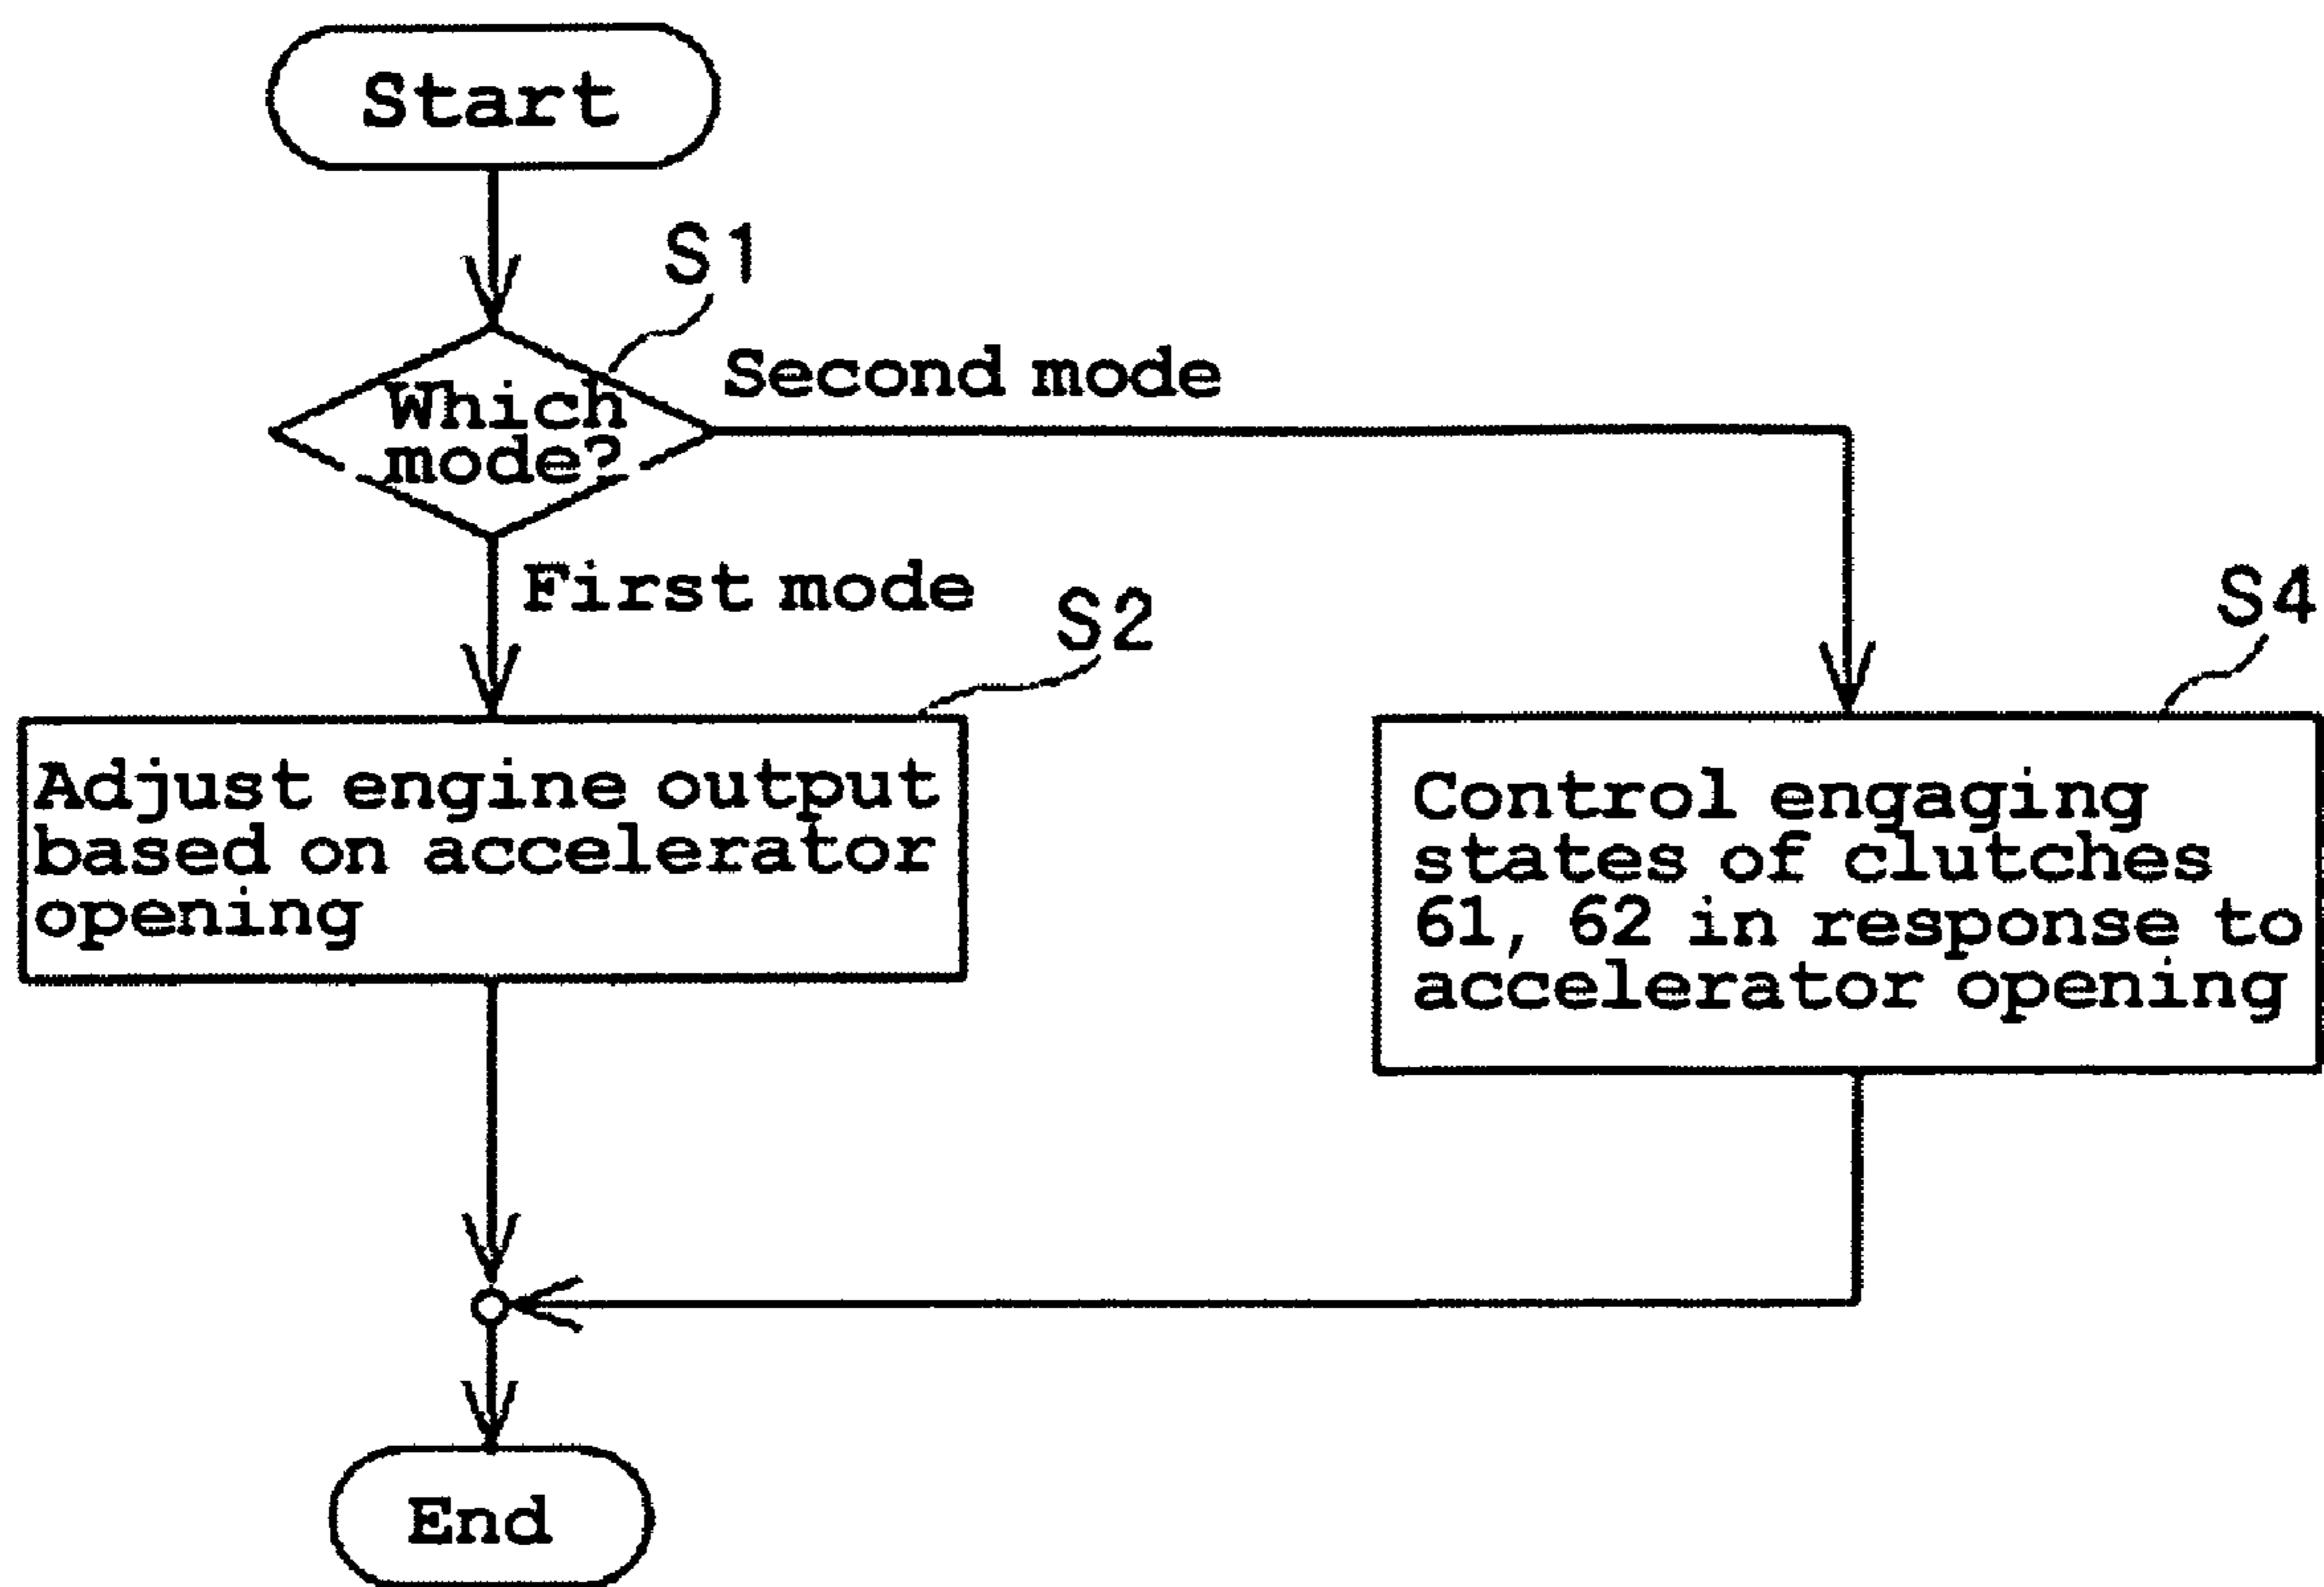 Start
S1
Which
mode?
Second mode
First mode
S2
S4
Adjust engine output
based on accelerator
opening
Control engaging
states of clutches
61, 62 in response to
accelerator opening
End